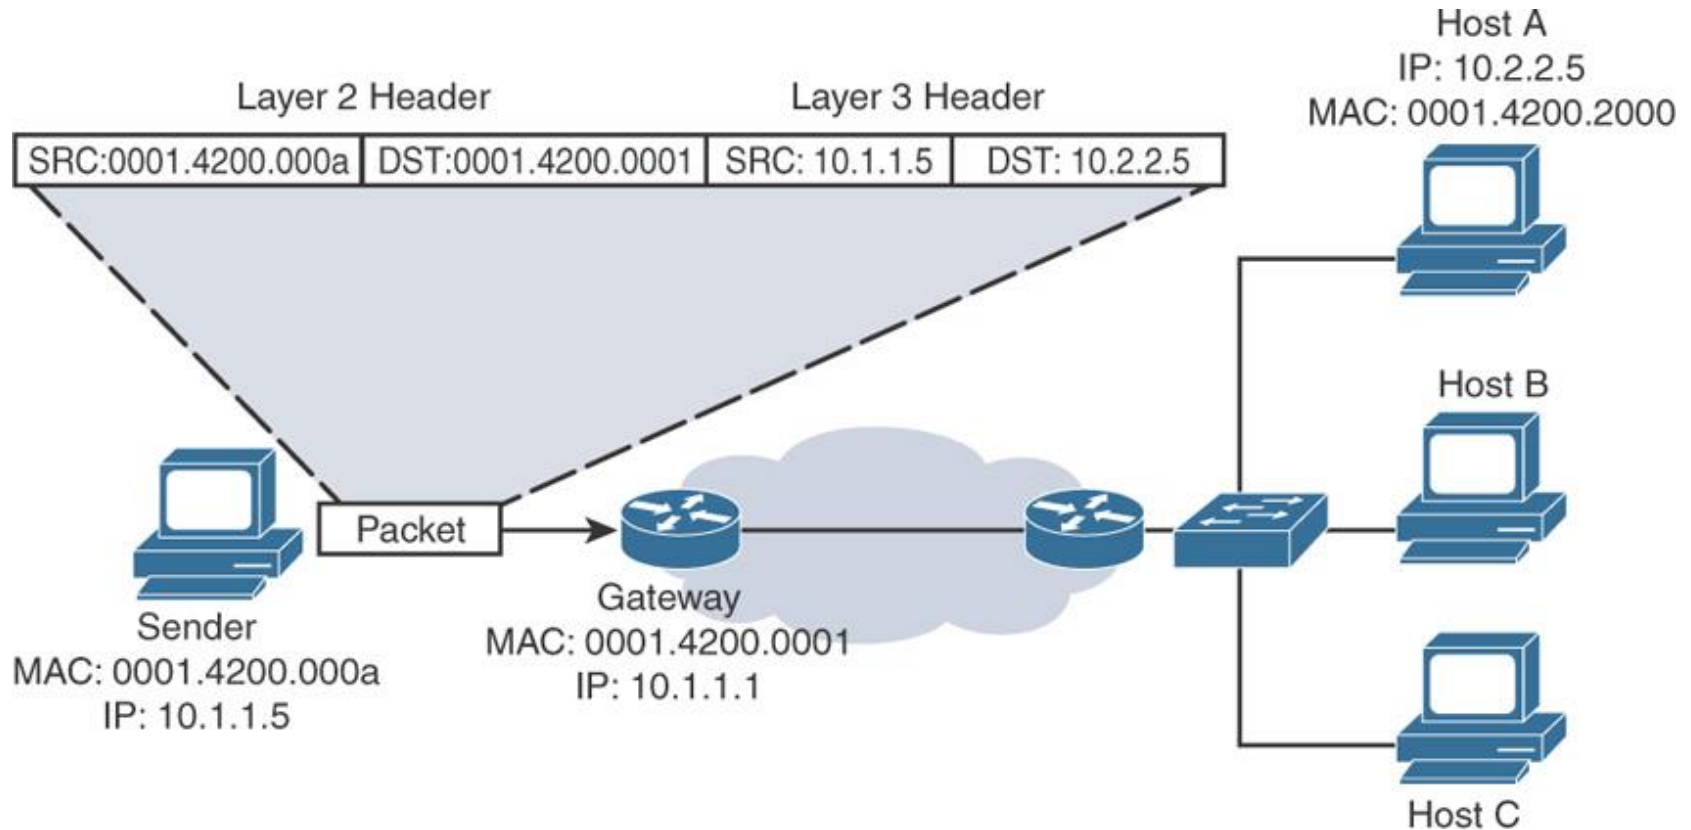 Host A
IP: 10.2.2.5
MAC: 0001.4200.2000
Layer 2 Header
Layer 3 Header
SRC:0001.4200.000a
DST:0001.4200.0001
SRC: 10.1.1.5
DST: 10.2.2.5
Host B
Packet
Gateway
MAC: 0001.4200.0001
IP: 10.1.1.1
Sender
MAC: 0001.4200.000a
IP: 10.1.1.5
Host C